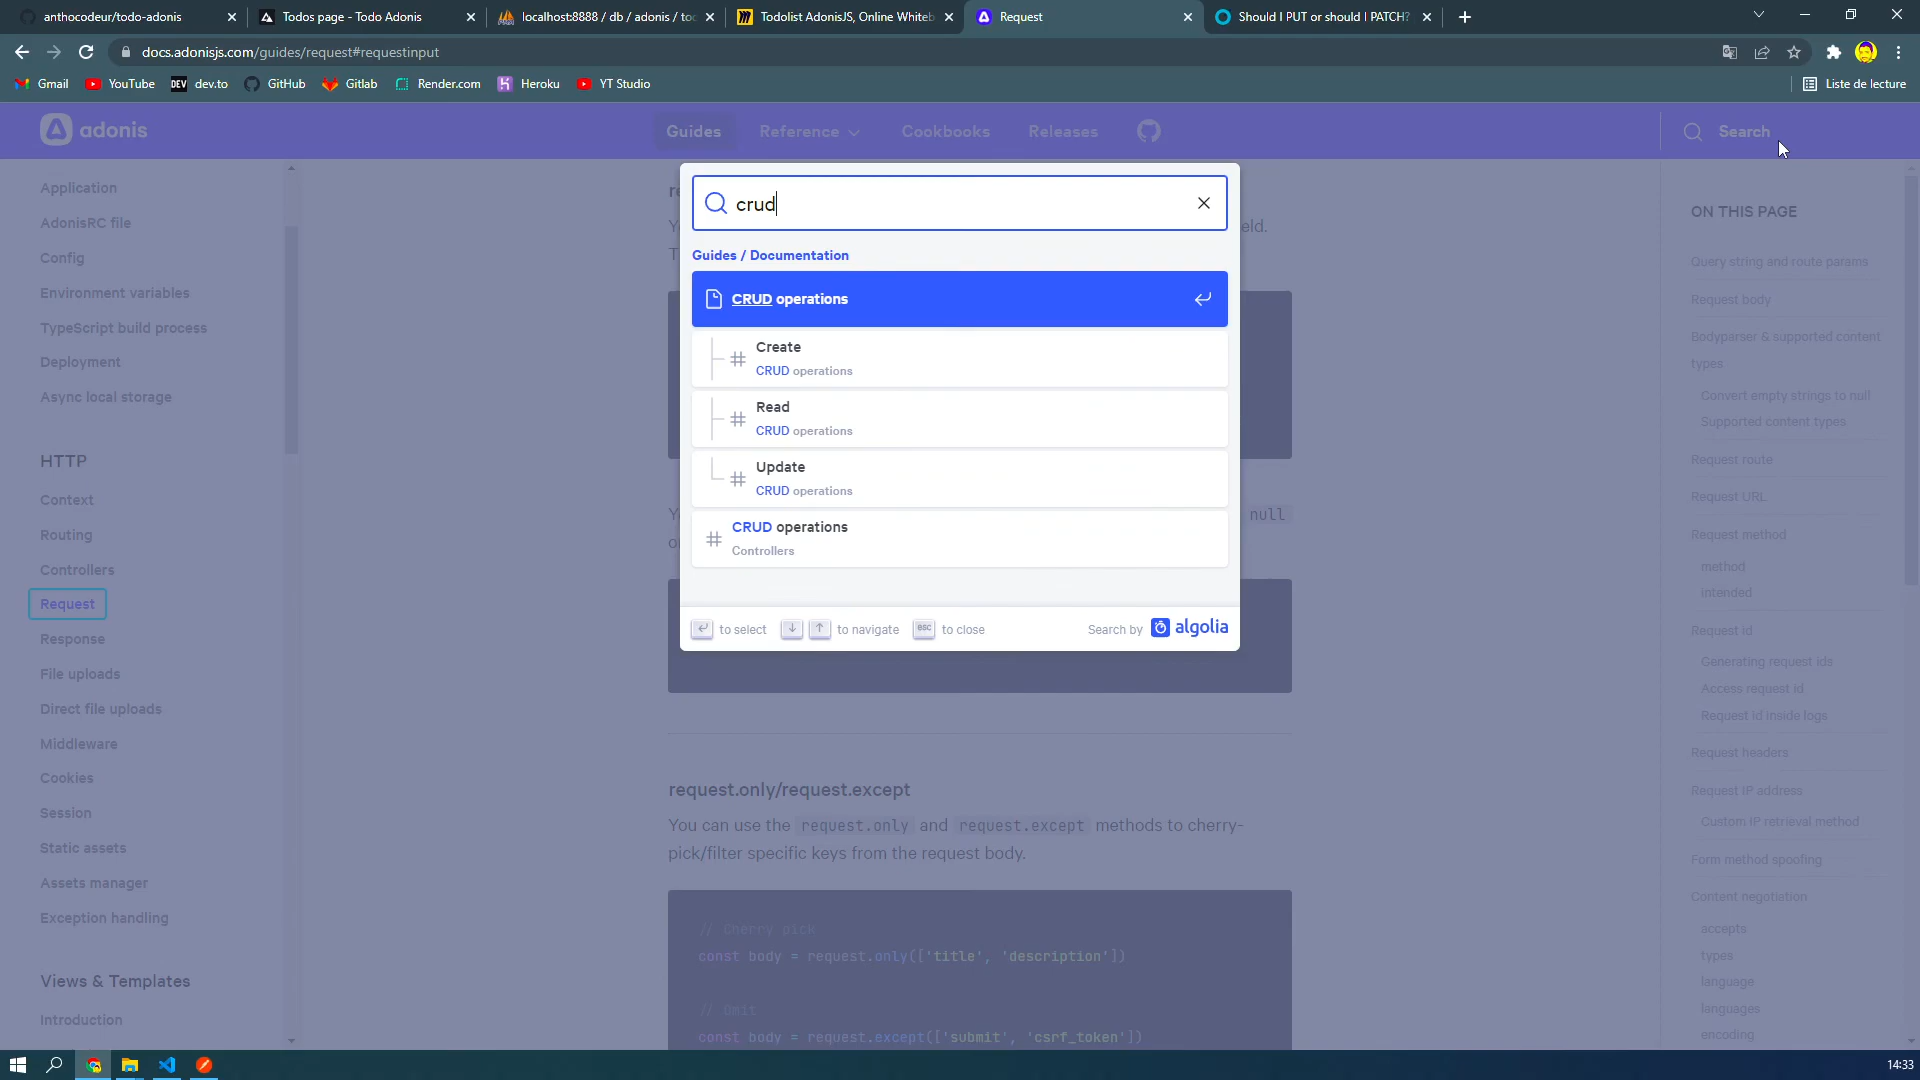 anthocodeur/todo-adonis
Todos page - Todo Adonis
localhost:8888 / db / adonis / to
Todolist AdonisJS, Online Whiteb
Request
Should I PUT or should I PATCH?
docs.adonisjs.com/guides/request#requestinput
Gmail
YouTube
DEV dev.to
GitHub
Gitlab
Render.com
Heroku
YT Studio
Liste de lecture
adonis
Guides
Reference
Cookbooks
Releases
Search
Application
AdonisRC file
Config
Environment variables
TypeScript build process
Deployment
Async local storage
HTTP
Context
Routing
Controllers
Request
Response
File uploads
Direct file uploads
Middleware
Cookies
Session
Static assets
Assets manager
Exception handling
Views & Templates
Introduction
crud
Guides / Documentation
CRUD operations
Create
CRUD operations
Read
CRUD operations
Update
CRUD operations
CRUD operations
Controllers
to select
to navigate
esc to close
Search by algolia
eld.
null
request.only/request.except
You can use the request.only and request.except methods to cherry-
pick/filter specific keys from the request body.
// Cherry pick
const body = request.only(['title', 'description'])
// Omit
const body = request.except(['submit', 'csrf_token'])
ON THIS PAGE
Query string and route params
Request body
Bodyparser & supported content
types
Convert empty strings to null
Supported content types
Request route
Request URL
Request method
method
intended
Request id
Generating request ids
Access request id
Request id inside logs
Request headers
Request IP address
Custom IP retrieval method
Form method spoofing
Content negotiation
accepts
types
language
languages
encoding
14:33